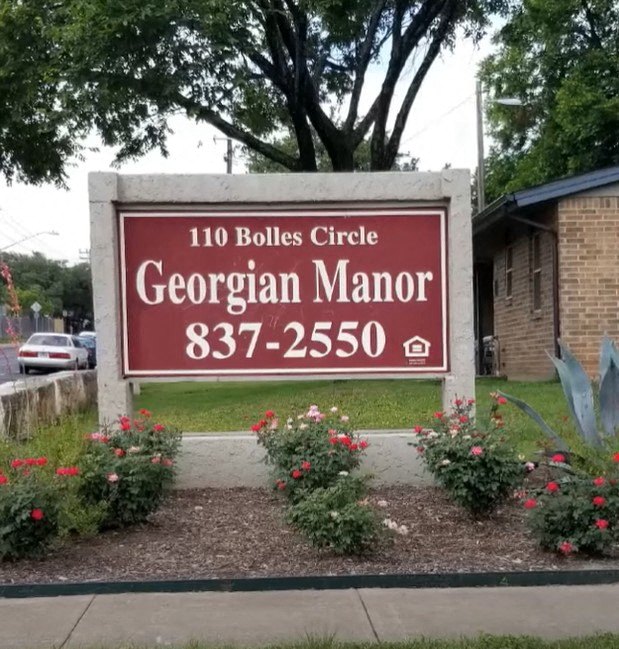 110 Bolles Circle
Georgian Manor
837-2550